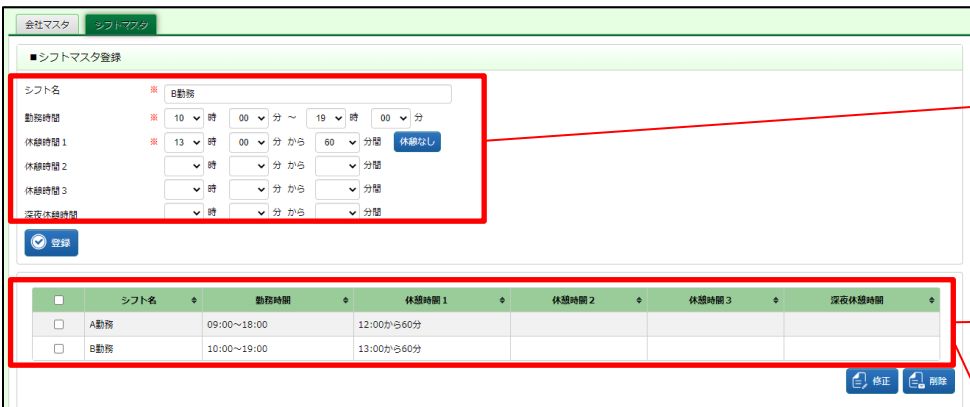 会社マスタ シフトマスタ
■シフトマスタ登録
シフト名 ※ B勤務
勤務時間 ※ 10 時 00 分 ～ 19 時 00 分
休憩時間1 ※ 13 時 00 分 から 60 分間 休憩なし
休憩時間2 時 分 から 分間
休憩時間3 時 分 から 分間
深夜休憩時間 時 分 から 分間
登録
シフト名 勤務時間 休憩時間1 休憩時間2 休憩時間3 深夜休憩時間
A勤務 09:00～18:00 12:00から60分
B勤務 10:00～19:00 13:00から60分
修正 削除